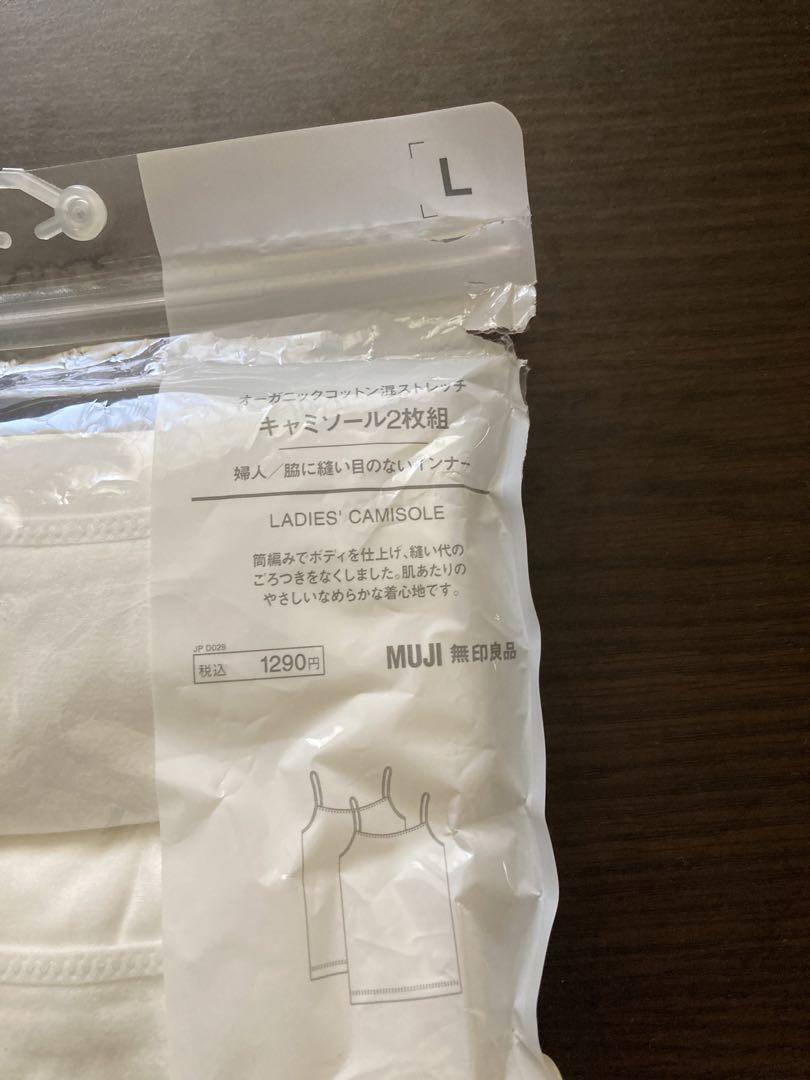 L
オーガニックコットン混ストレッチ
キャミソール2枚組
婦人／脇に縫い目のないインナー
LADIES' CAMISOLE
筒編みでボディを仕上げ、縫い代の
ごろつきをなくしました。肌あたりの
やさしいなめらかな着心地です。
JP D029
税込 1290円
MUJI 無印良品